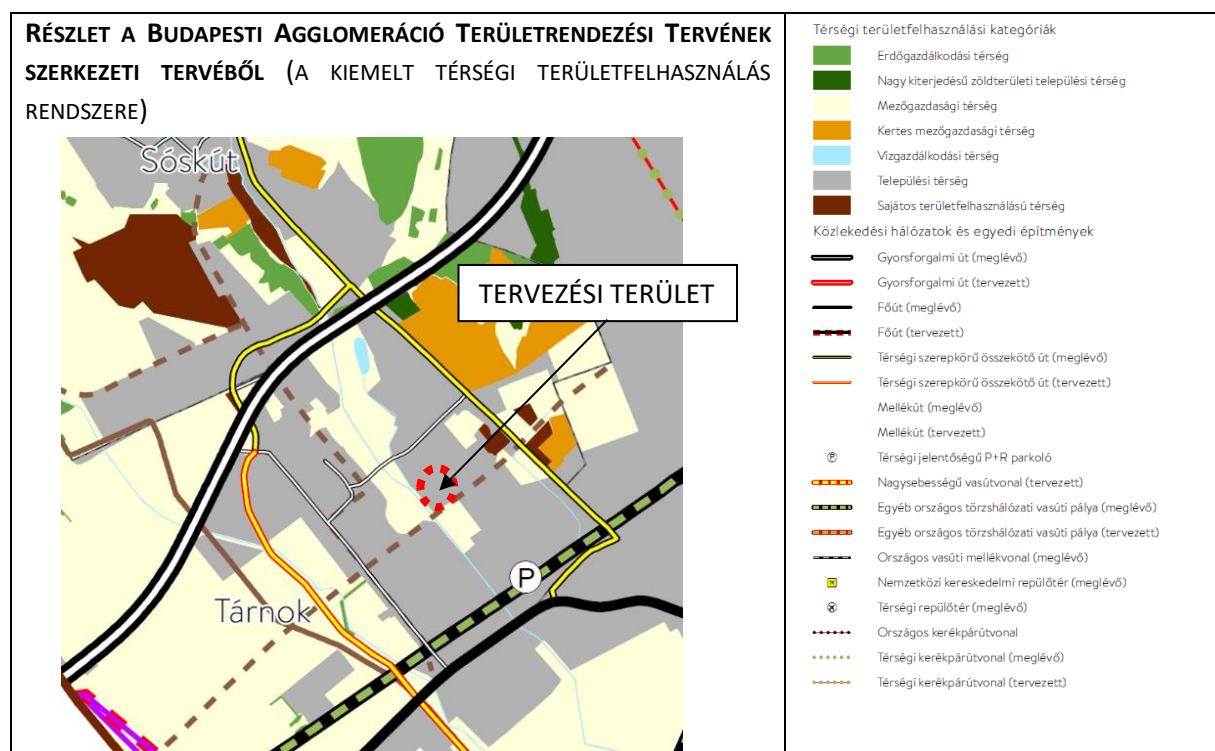 RÉSZLET A BUDAPESTI AGGLOMERÁCIÓ TERÜLETRENDEZÉSI TERVÉNEK
SZERKEZETI TERVÉBŐL (A KIEMELT TÉRSÉGI TERÜLETFELHASZNÁLÁS
RENDSZERE)
Sóskút
TERVEZÉSI TERÜLET
P
Tárnok
Térségi területfelhasználási kategóriák
Erdőgazdálkodási térség
Nagy kiterjedésű zöldterületi települési térség
Mezőgazdasági térség
Kertes mezőgazdasági térség
Vízgazdálkodási térség
Települési térség
Sajátos területfelhasználású térség
Közlekedési hálózatok és egyedi építmények
Gyorsforgalmi út (meglévő)
Gyorsforgalmi út (tervezett)
Főút (meglévő)
Főút (tervezett)
Térségi szerepkörű összekötő út (meglévő)
Térségi szerepkörű összekötő út (tervezett)
Mellékút (meglévő)
Mellékút (tervezett)
P Térségi jelentőségű P+R parkoló
Nagysebességű vasútvonal (tervezett)
Egyéb országos törzshálózati vasúti pálya (meglévő)
Egyéb országos törzshálózati vasúti pálya (tervezett)
Országos vasúti mellékvonal (meglévő)
Nemzetközi kereskedelmi repülőtér (meglévő)
Térségi repülőtér (meglévő)
Országos kerékpárútvonal
Térségi kerékpárútvonal (meglévő)
Térségi kerékpárútvonal (tervezett)